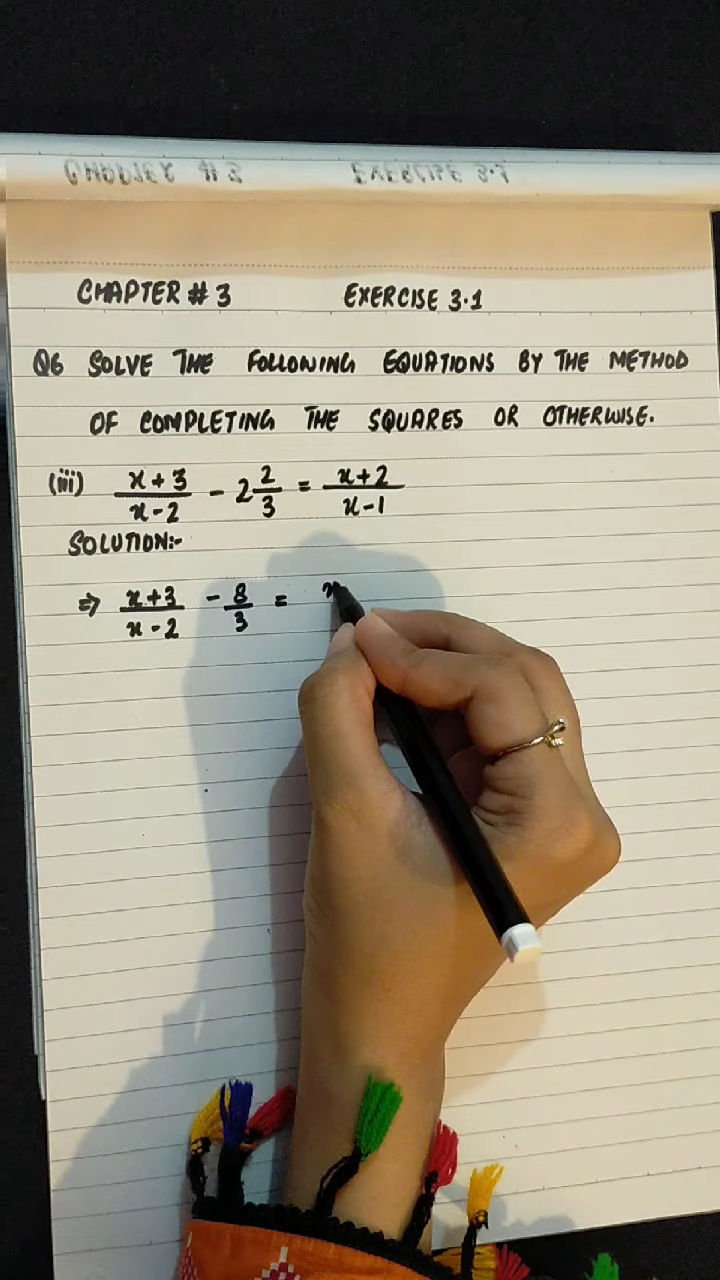 CHAPTER # 3 EXERCISE 3.1
Q6 SOLVE THE FOLLOWING EQUATIONS BY THE METHOD
OF COMPLETING THE SQUARES OR OTHERWISE.
(iii) x+3/x-2 - 2 2/3 = x+2/x-1
SOLUTION:-
⇒ x+3/x-2 - 8/3 = x